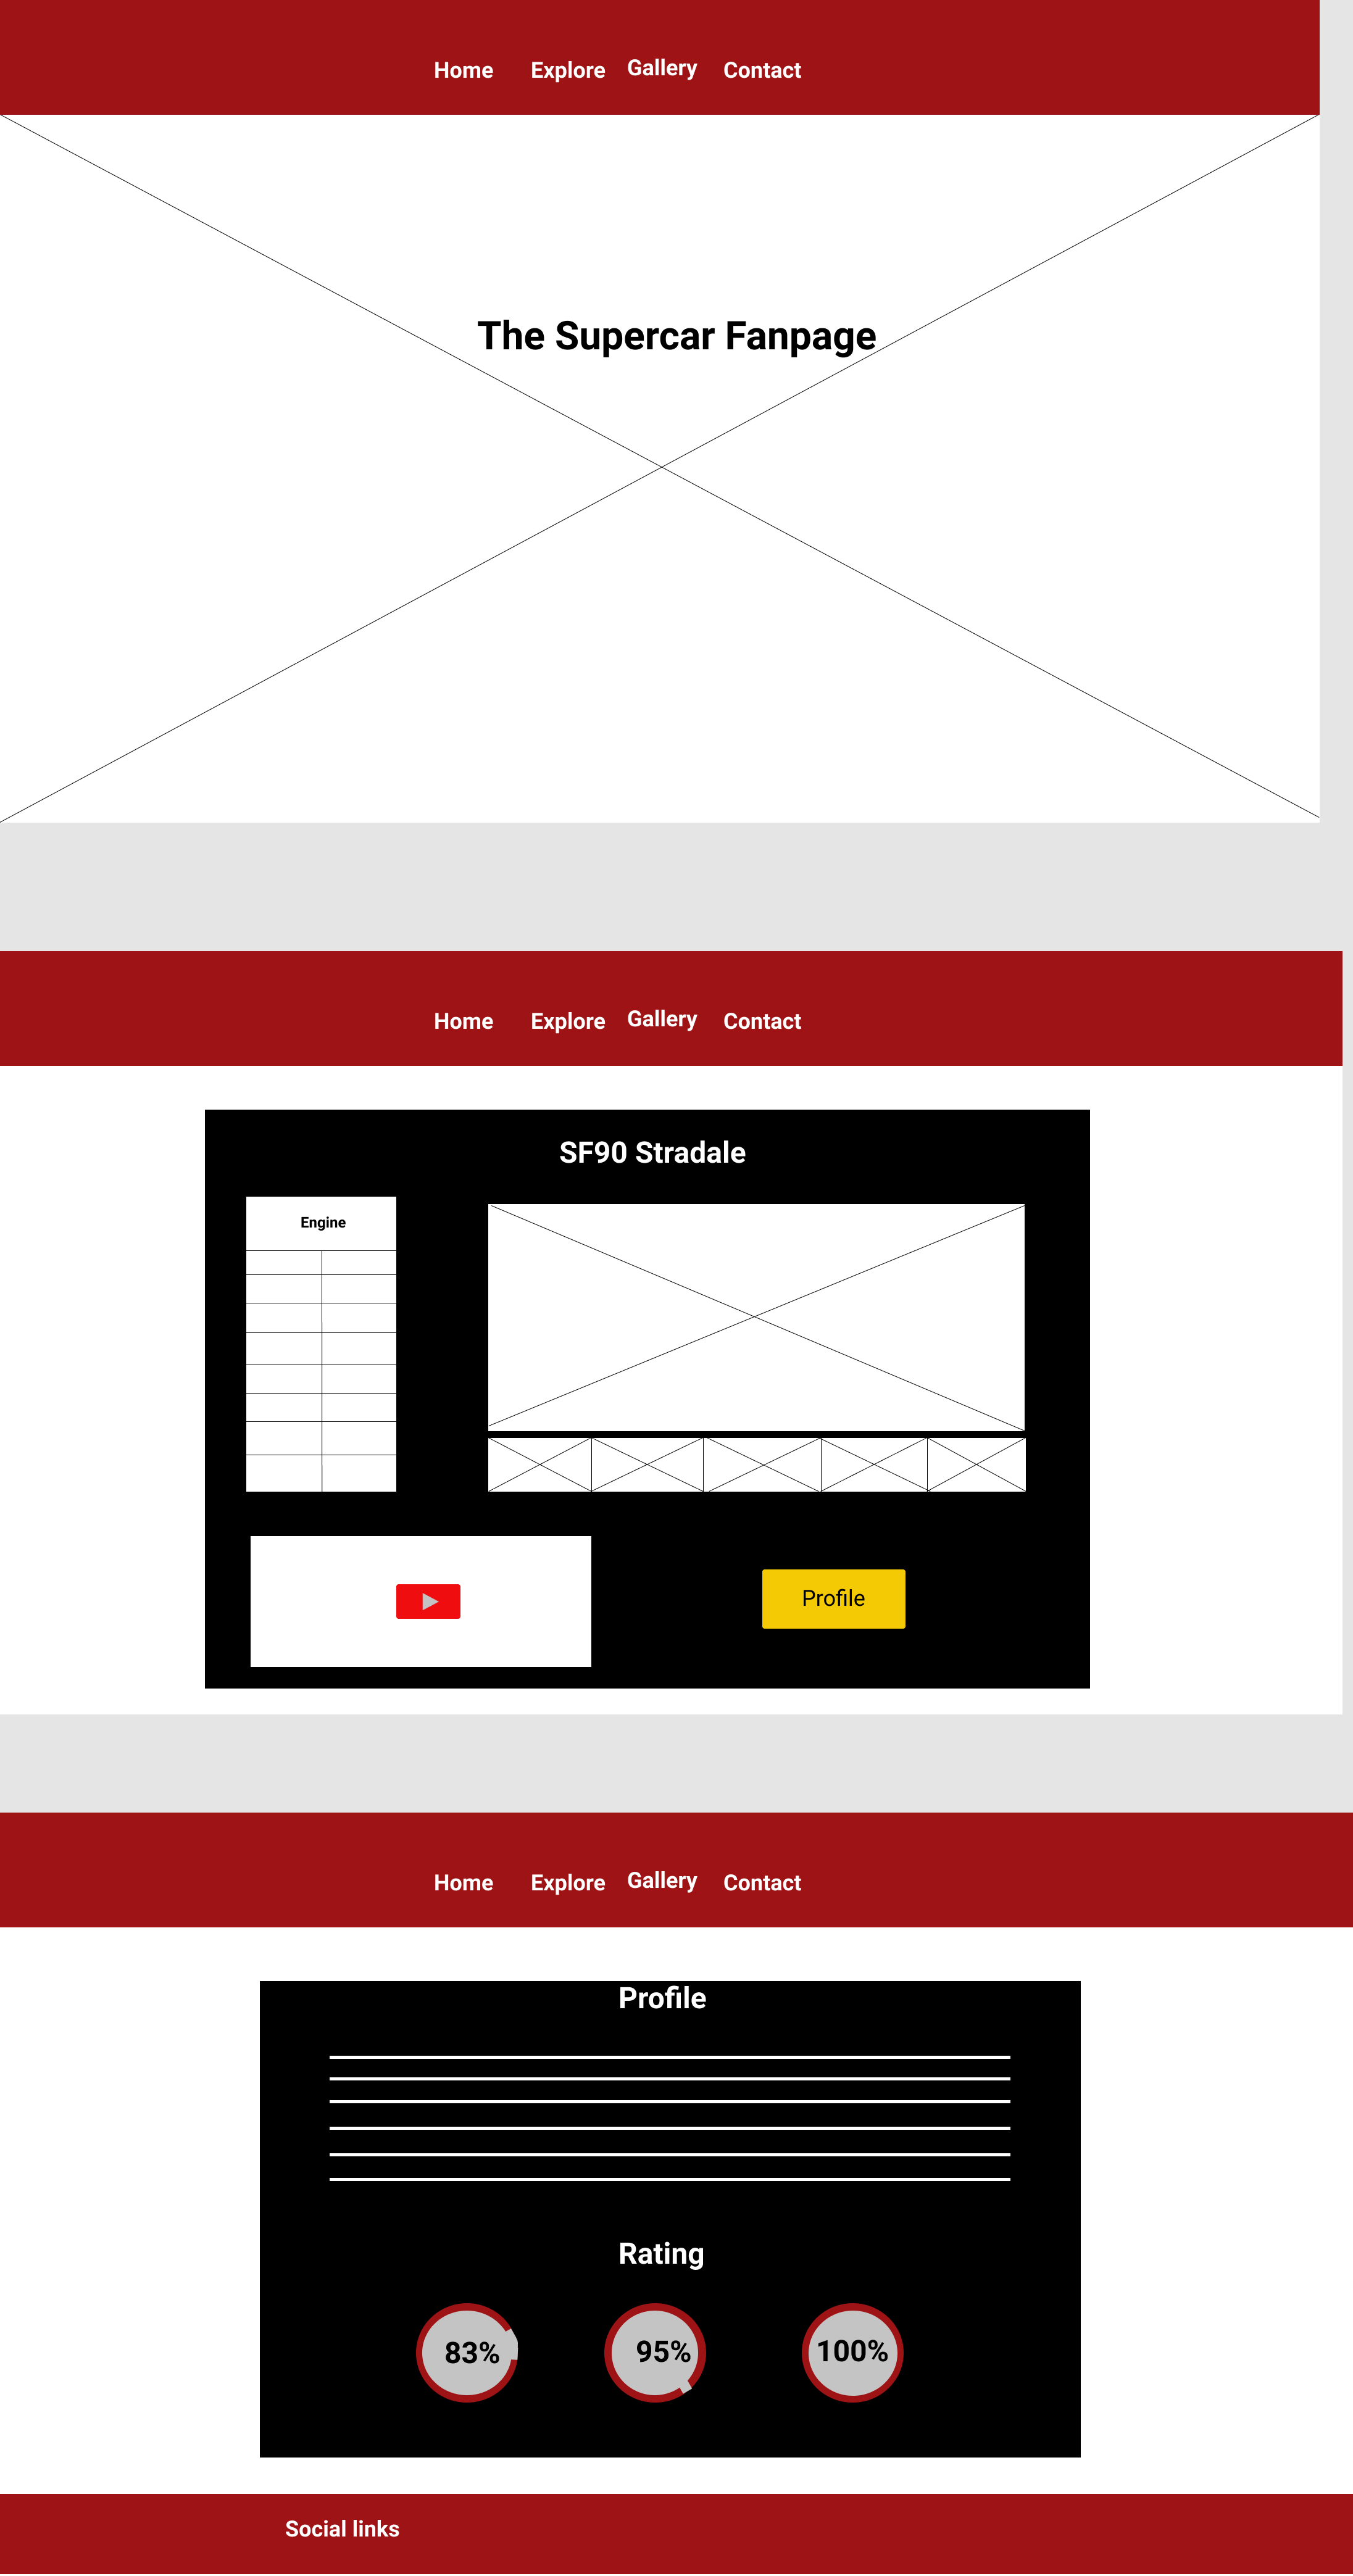 Home Explore Gallery Contact
The Supercar Fanpage
Home Explore Gallery Contact
SF90 Stradale
Engine
Profile
Home Explore Gallery Contact
Profile
Rating
83% 95% 100%
Social links